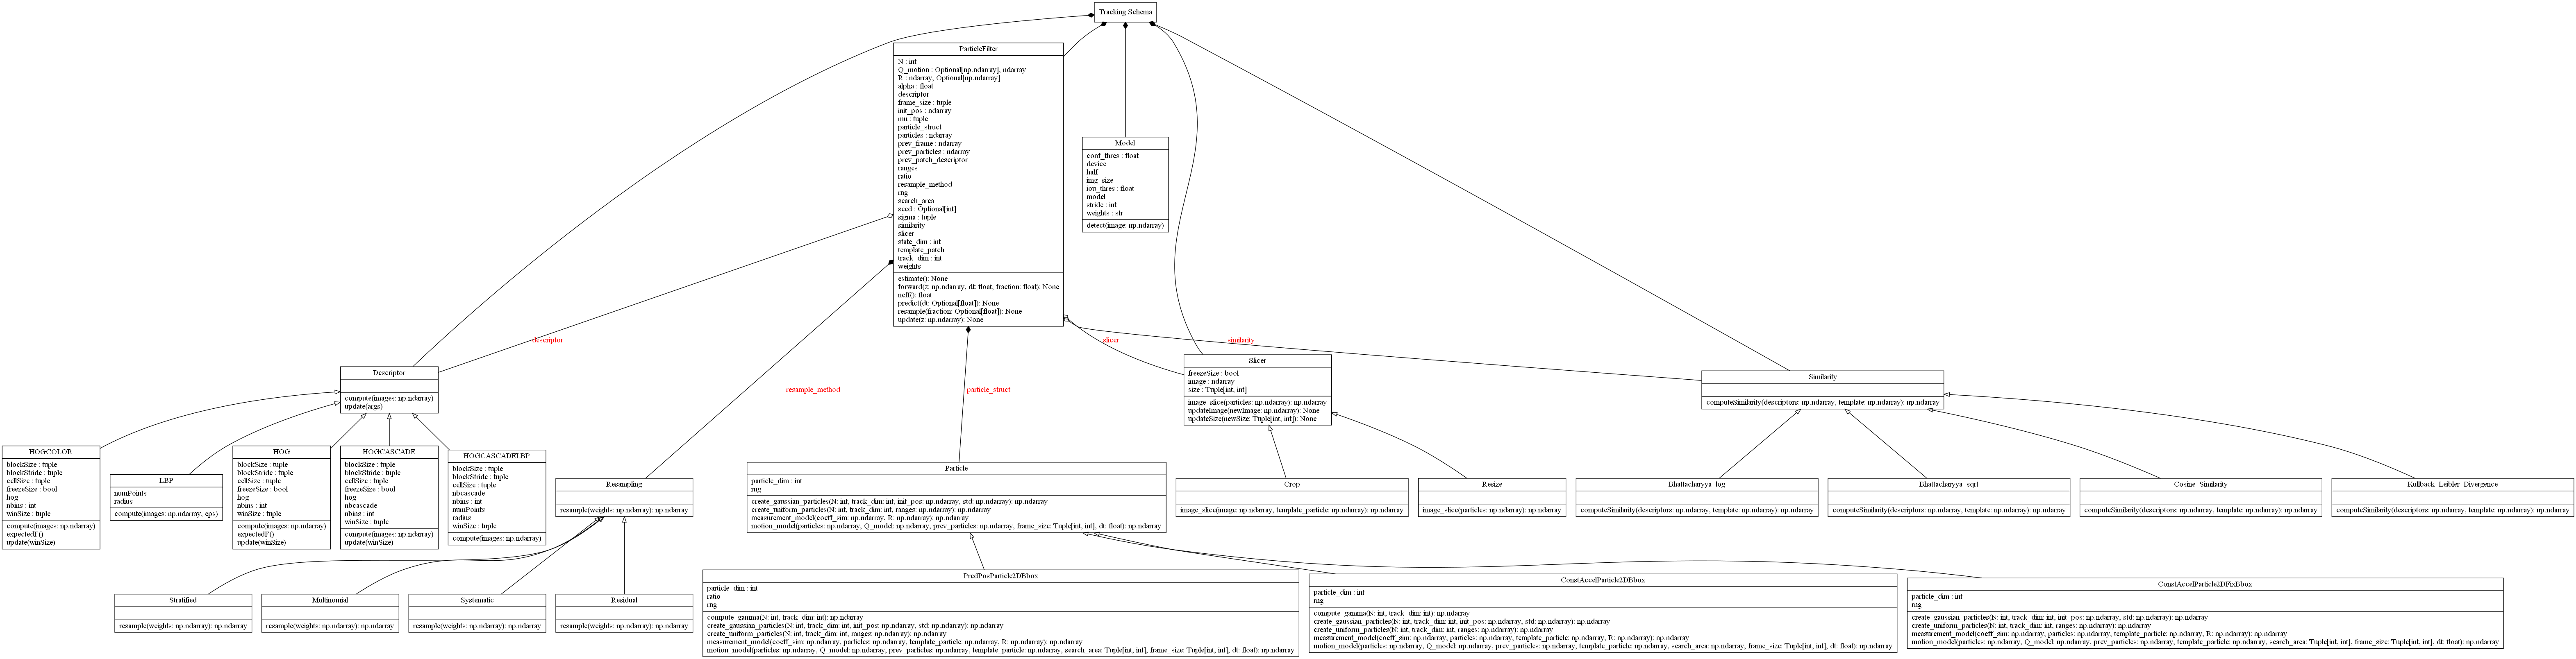 Tracking Schema
ParticleFilter
N : int
Q_motion : Optional[np.ndarray], ndarray
R : ndarray, Optional[np.ndarray]
alpha : float
descriptor
frame_size : tuple
init_pos : ndarray
mu : tuple
particle_struct
particles : ndarray
prev_frame : ndarray
prev_particles : ndarray
prev_patch_descriptor
ranges
ratio
resample_method
rng
search_area
seed : Optional[int]
sigma : tuple
similarity
slicer
state_dim : int
template_patch
track_dim : int
weights
estimate(): None
forward(z: np.ndarray, dt: float, fraction: float): None
neff(): float
predict(dt: Optional[float]): None
resample(fraction: Optional[float]): None
update(z: np.ndarray): None
Model
conf_thres : float
device
half
img_size
iou_thres : float
model
stride : int
weights : str
detect(image: np.ndarray)
descriptor
slicer
similarity
resample_method
particle_struct
Descriptor
compute(images: np.ndarray)
update(args)
Slicer
freezeSize : bool
image : ndarray
size : Tuple[int, int]
image_slice(particles: np.ndarray): np.ndarray
updateImage(newImage: np.ndarray): None
updateSize(newSize: Tuple[int, int]): None
Similarity
computeSimilarity(descriptors: np.ndarray, template: np.ndarray): np.ndarray
HOGCOLOR
blockSize : tuple
blockStride : tuple
cellSize : tuple
freezeSize : bool
hog
nbins : int
winSize : tuple
compute(images: np.ndarray)
expectedF()
update(winSize)
LBP
numPoints
radius
compute(images: np.ndarray, eps)
HOG
blockSize : tuple
blockStride : tuple
cellSize : tuple
freezeSize : bool
hog
nbins : int
winSize : tuple
compute(images: np.ndarray)
expectedF()
update(winSize)
HOGCASCADE
blockSize : tuple
blockStride : tuple
cellSize : tuple
freezeSize : bool
hog
nbcascade
nbins : int
winSize : tuple
compute(images: np.ndarray)
update(winSize)
HOGCASCADELBP
blockSize : tuple
blockStride : tuple
cellSize : tuple
nbcascade
nbins : int
numPoints
radius
winSize : tuple
compute(images: np.ndarray)
Resampling
resample(weights: np.ndarray): np.ndarray
Particle
particle_dim : int
rng
create_gaussian_particles(N: int, track_dim: int, init_pos: np.ndarray, std: np.ndarray): np.ndarray
create_uniform_particles(N: int, track_dim: int, ranges: np.ndarray): np.ndarray
measurement_model(coeff_sim: np.ndarray, R: np.ndarray): np.ndarray
motion_model(particles: np.ndarray, Q_model: np.ndarray, prev_particles: np.ndarray, frame_size: Tuple[int, int], dt: float): np.ndarray
Crop
image_slice(image: np.ndarray, template_particle: np.ndarray): np.ndarray
Resize
image_slice(particles: np.ndarray): np.ndarray
Bhattacharyya_log
computeSimilarity(descriptors: np.ndarray, template: np.ndarray): np.ndarray
Bhattacharyya_sqrt
computeSimilarity(descriptors: np.ndarray, template: np.ndarray): np.ndarray
Cosine_Similarity
computeSimilarity(descriptors: np.ndarray, template: np.ndarray): np.ndarray
Kullback_Leibler_Divergence
computeSimilarity(descriptors: np.ndarray, template: np.ndarray): np.ndarray
Stratified
resample(weights: np.ndarray): np.ndarray
Multinomial
resample(weights: np.ndarray): np.ndarray
Systematic
resample(weights: np.ndarray): np.ndarray
Residual
resample(weights: np.ndarray): np.ndarray
PredPosParticle2DBbox
particle_dim : int
ratio
rng
compute_gamma(N: int, track_dim: int): np.ndarray
create_gaussian_particles(N: int, track_dim: int, init_pos: np.ndarray, std: np.ndarray): np.ndarray
create_uniform_particles(N: int, track_dim: int, ranges: np.ndarray): np.ndarray
measurement_model(coeff_sim: np.ndarray, particles: np.ndarray, template_particle: np.ndarray, R: np.ndarray): np.ndarray
motion_model(particles: np.ndarray, Q_model: np.ndarray, prev_particles: np.ndarray, template_particle: np.ndarray, search_area: Tuple[int, int], frame_size: Tuple[int, int], dt: float): np.ndarray
ConstAccelParticle2DBbox
particle_dim : int
rng
compute_gamma(N: int, track_dim: int): np.ndarray
create_gaussian_particles(N: int, track_dim: int, init_pos: np.ndarray, std: np.ndarray): np.ndarray
create_uniform_particles(N: int, track_dim: int, ranges: np.ndarray): np.ndarray
measurement_model(coeff_sim: np.ndarray, particles: np.ndarray, template_particle: np.ndarray, R: np.ndarray): np.ndarray
motion_model(particles: np.ndarray, Q_model: np.ndarray, prev_particles: np.ndarray, template_particle: np.ndarray, search_area: np.ndarray, frame_size: Tuple[int, int], dt: float): np.ndarray
ConstAccelParticle2DFixBbox
particle_dim : int
rng
create_gaussian_particles(N: int, track_dim: int, init_pos: np.ndarray, std: np.ndarray): np.ndarray
create_uniform_particles(N: int, track_dim: int, ranges: np.ndarray): np.ndarray
measurement_model(coeff_sim: np.ndarray, particles: np.ndarray, template_particle: np.ndarray, R: np.ndarray): np.ndarray
motion_model(particles: np.ndarray, Q_model: np.ndarray, prev_particles: np.ndarray, template_particle: np.ndarray, search_area: Tuple[int, int], frame_size: Tuple[int, int], dt: float): np.ndarray